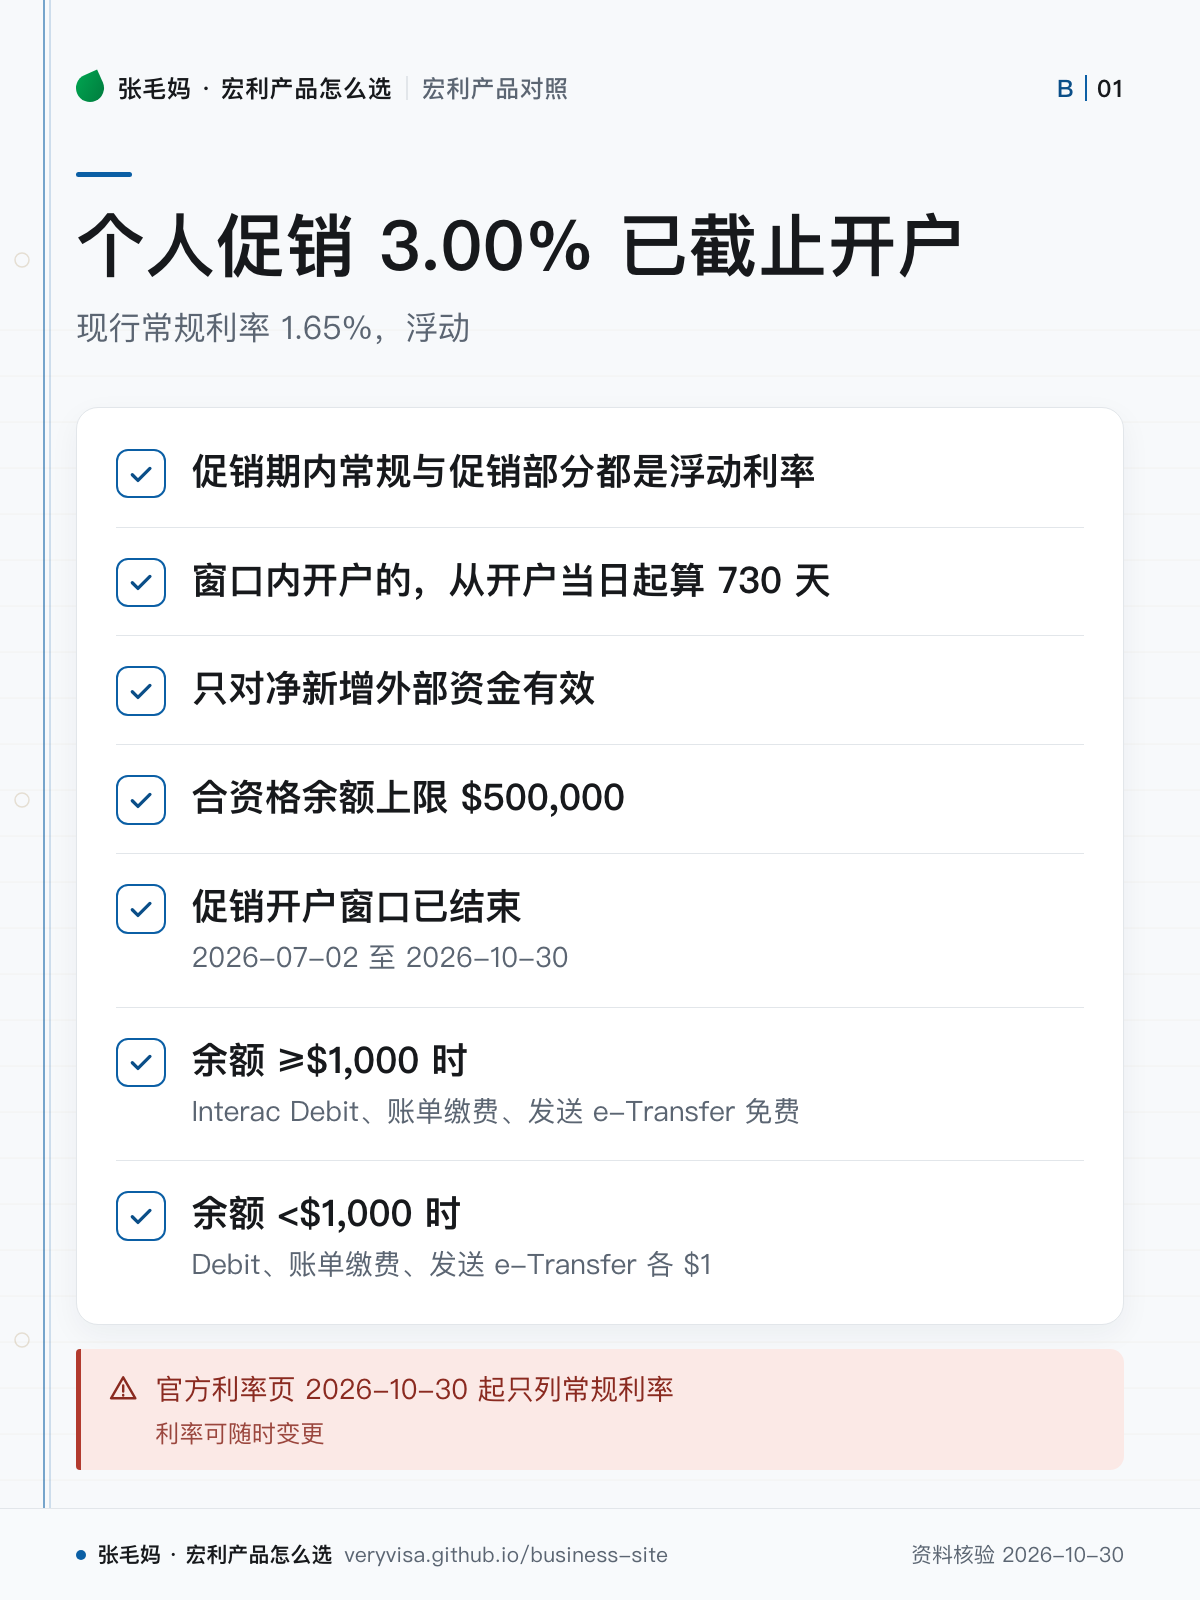 张毛妈 · 宏利产品怎么选 | 宏利产品对照
B | 01
个人促销 3.00% 已截止开户
现行常规利率 1.65%，浮动
促销期内常规与促销部分都是浮动利率
窗口内开户的，从开户当日起算 730 天
只对净新增外部资金有效
合资格余额上限 $500,000
促销开户窗口已结束
2026-07-02 至 2026-10-30
余额 ≥$1,000 时
Interac Debit、账单缴费、发送 e-Transfer 免费
余额 <$1,000 时
Debit、账单缴费、发送 e-Transfer 各 $1
官方利率页 2026-10-30 起只列常规利率
利率可随时变更
张毛妈 · 宏利产品怎么选 veryvisa.github.io/business-site
资料核验 2026-10-30